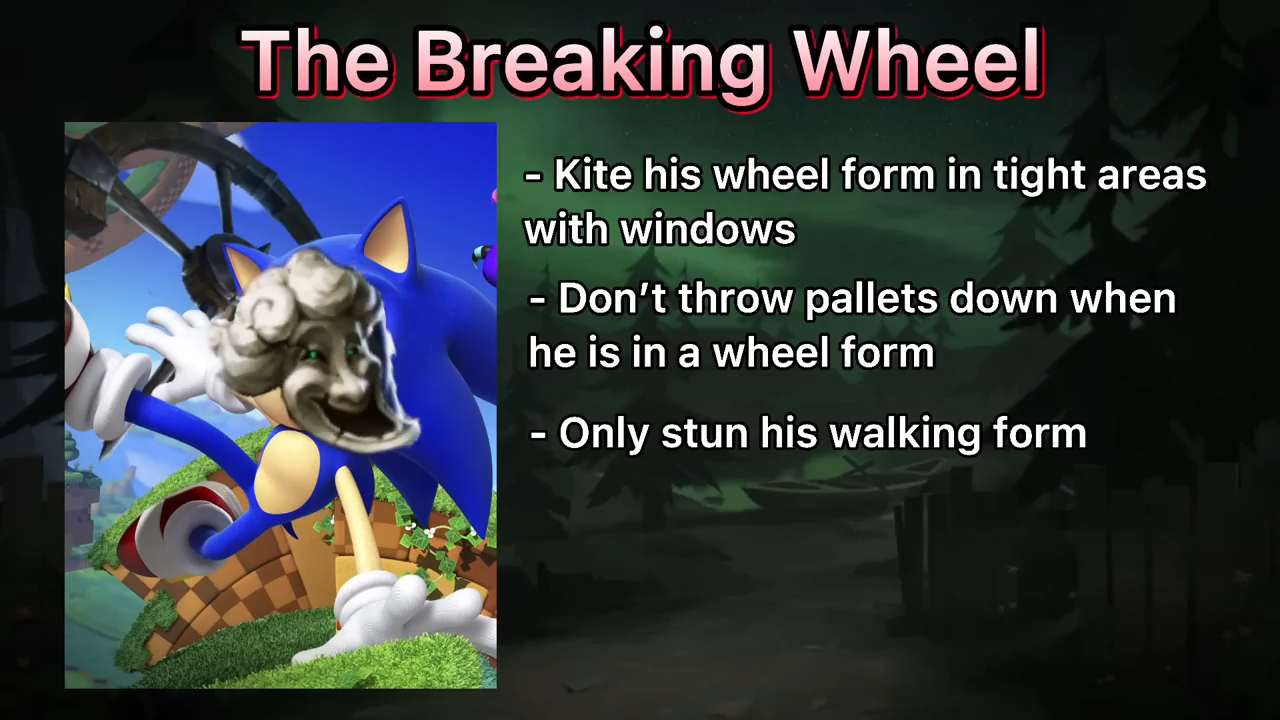 The Breaking Wheel
- Kite his wheel form in tight areas
with windows
- Don’t throw pallets down when
he is in a wheel form
- Only stun his walking form